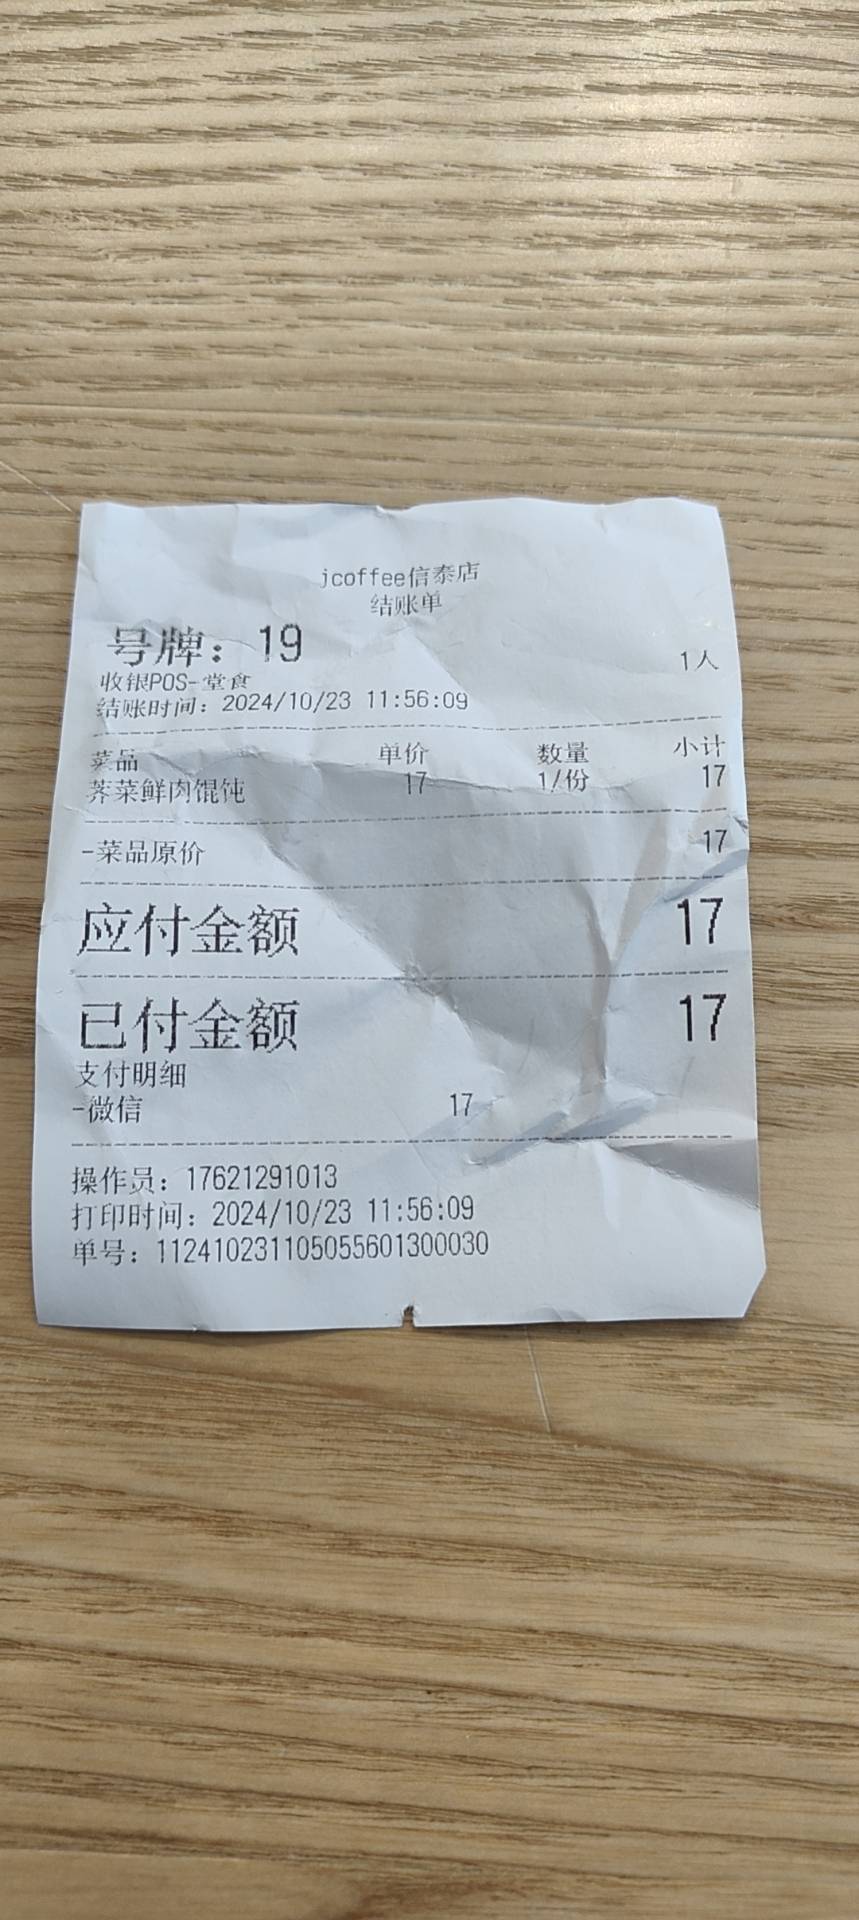 jcoffee信泰店
结账单
号牌：19 1人
收银POS-堂食
结账时间：2024/10/23 11:56:09
菜品 单价 数量 小计
荠菜鲜肉馄饨 17 1/份 17
-菜品原价 17
应付金额 17
已付金额 17
支付明细
-微信 17
操作员：17621291013
打印时间：2024/10/23 11:56:09
单号：1124102311050556013​00030